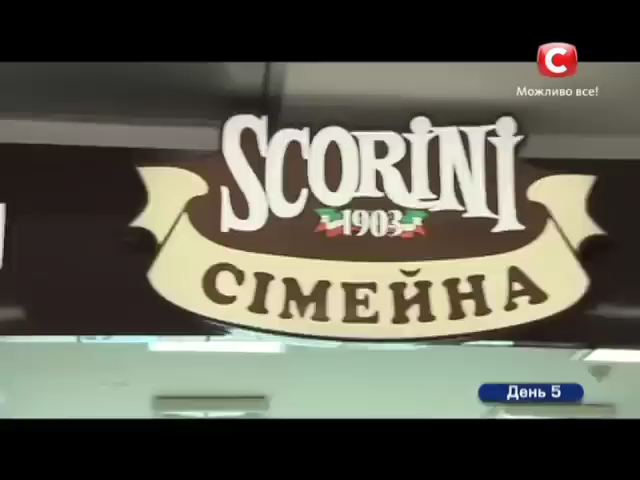 С
Можливо все!
SCORINI
1903
СІМЕЙНА
День 5